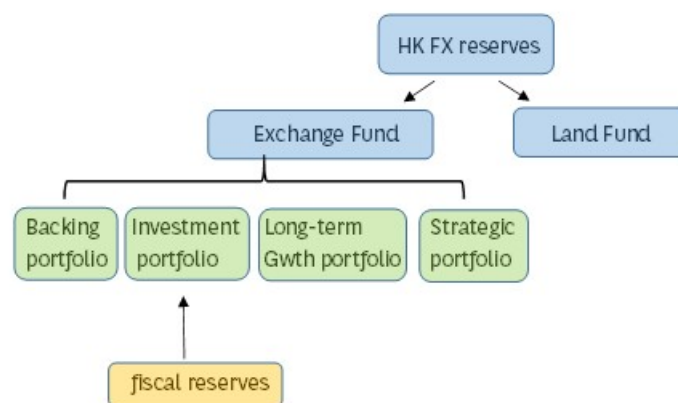 HK FX reserves
Exchange Fund
Land Fund
Backing
portfolio
Investment
portfolio
Long-term
Gwth portfolio
Strategic
portfolio
fiscal reserves